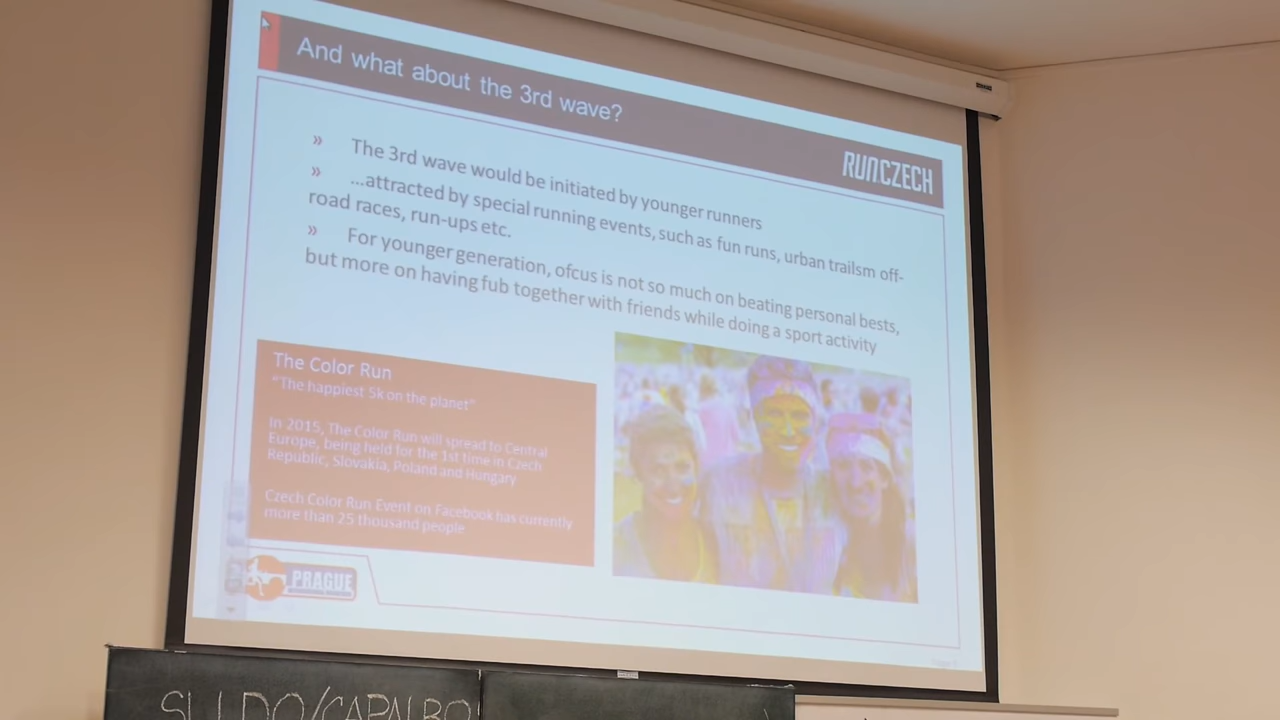 And what about the 3rd wave?
RUNCZECH
» The 3rd wave would be initiated by younger runners
» ...attracted by special running events, such as fun runs, urban trailsm off-
road races, run-ups etc.
» For younger generation, ofcus is not so much on beating personal bests,
but more on having fub together with friends while doing a sport activity
The Color Run
"The happiest 5k on the planet"
In 2015, The Color Run will spread to Central
Europe, being held for the 1st time in Czech
Republic, Slovakia, Poland and Hungary
Czech Color Run Event on Facebook has currently
more than 25 thousand people
PRAGUE
SLI.DO/CAPALBO